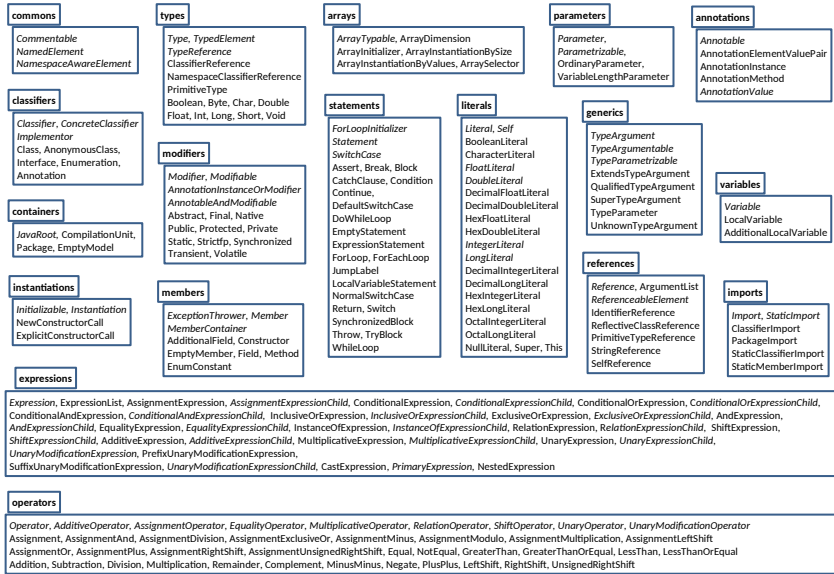 commons
Commentable
NamedElement
NamespaceAwareElement
types
Type, TypedElement
TypeReference
ClassifierReference
NamespaceClassifierReference
PrimitiveType
Boolean, Byte, Char, Double
Float, Int, Long, Short, Void
arrays
ArrayTypable, ArrayDimension
ArrayInitializer, ArrayInstantiationBySize
ArrayInstantiationByValues, ArraySelector
parameters
Parameter,
Parametrizable,
OrdinaryParameter,
VariableLengthParameter
annotations
Annotable
AnnotationElementValuePair
AnnotationInstance
AnnotationMethod
AnnotationValue
classifiers
Classifier, ConcreteClassifier
Implementor
Class, AnonymousClass,
Interface, Enumeration,
Annotation
modifiers
Modifier, Modifiable
AnnotationInstanceOrModifier
AnnotableAndModifiable
Abstract, Final, Native
Public, Protected, Private
Static, Strictfp, Synchronized
Transient, Volatile
statements
ForLoopInitializer
Statement
SwitchCase
Assert, Break, Block
CatchClause, Condition
Continue,
DefaultSwitchCase
DoWhileLoop
EmptyStatement
ExpressionStatement
ForLoop, ForEachLoop
JumpLabel
LocalVariableStatement
NormalSwitchCase
Return, Switch
SynchronizedBlock
Throw, TryBlock
WhileLoop
literals
Literal, Self
BooleanLiteral
CharacterLiteral
FloatLiteral
DoubleLiteral
DecimalFloatLiteral
DecimalDoubleLiteral
HexFloatLiteral
HexDoubleLiteral
IntegerLiteral
LongLiteral
DecimalIntegerLiteral
DecimalLongLiteral
HexIntegerLiteral
HexLongLiteral
OctalIntegerLiteral
OctalLongLiteral
NullLiteral, Super, This
generics
TypeArgument
TypeArgumentable
TypeParametrizable
ExtendsTypeArgument
QualifiedTypeArgument
SuperTypeArgument
TypeParameter
UnknownTypeArgument
variables
Variable
LocalVariable
AdditionalLocalVariable
containers
JavaRoot, CompilationUnit,
Package, EmptyModel
instantiations
Initializable, Instantiation
NewConstructorCall
ExplicitConstructorCall
members
ExceptionThrower, Member
MemberContainer
AdditionalField, Constructor
EmptyMember, Field, Method
EnumConstant
references
Reference, ArgumentList
ReferenceableElement
IdentifierReference
ReflectiveClassReference
PrimitiveTypeReference
StringReference
SelfReference
imports
Import, StaticImport
ClassifierImport
PackageImport
StaticClassifierImport
StaticMemberImport
expressions
Expression, ExpressionList, AssignmentExpression, AssignmentExpressionChild, ConditionalExpression, ConditionalExpressionChild, ConditionalOrExpression, ConditionalOrExpressionChild
ConditionalAndExpression, ConditionalAndExpressionChild, InclusiveOrExpression, InclusiveOrExpressionChild, ExclusiveOrExpression, ExclusiveOrExpressionChild, AndExpression,
AndExpressionChild, EqualityExpression, EqualityExpressionChild, InstanceOfExpression, InstanceOfExpressionChild, RelationExpression, RelationExpressionChild, ShiftExpression,
ShiftExpressionChild, AdditiveExpression, AdditiveExpressionChild, MultiplicativeExpression, MultiplicativeExpressionChild, UnaryExpression, UnaryExpressionChild,
UnaryModificationExpression, PrefixUnaryModificationExpression,
SuffixUnaryModificationExpression, UnaryModificationExpressionChild, CastExpression, PrimaryExpression, NestedExpression
operators
Operator, AdditiveOperator, AssignmentOperator, EqualityOperator, MultiplicativeOperator, RelationOperator, ShiftOperator, UnaryOperator, UnaryModificationOperator
Assignment, AssignmentAnd, AssignmentDivision, AssignmentExclusiveOr, AssignmentMinus, AssignmentModulo, AssignmentMultiplication, AssignmentLeftShift
AssignmentOr, AssignmentPlus, AssignmentRightShift, AssignmentUnsignedRightShift, Equal, NotEqual, GreaterThan, GreaterThanOrEqual, LessThan, LessThanOrEqual
Addition, Subtraction, Division, Multiplication, Remainder, Complement, MinusMinus, Negate, PlusPlus, LeftShift, RightShift, UnsignedRightShift